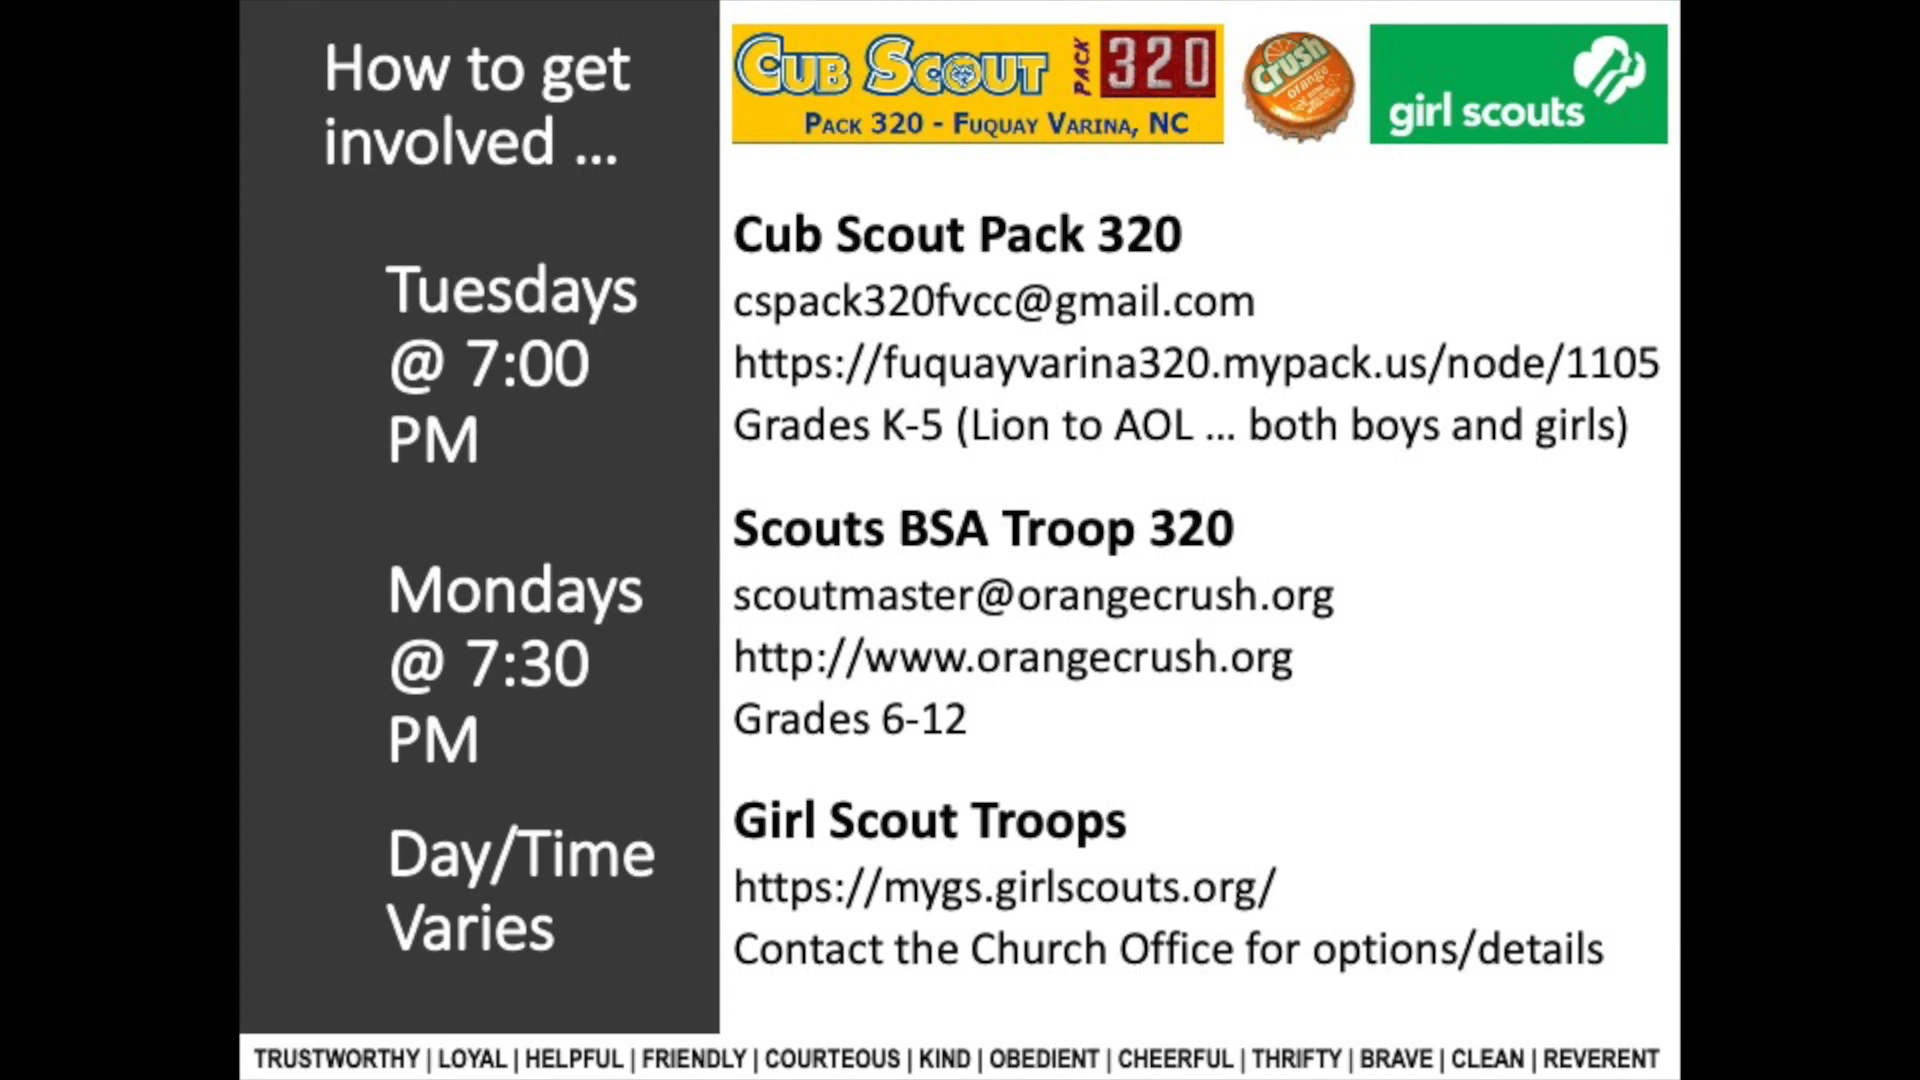 How to get
involved ...
CUB SCOUT PACK 320
PACK 320 - FUQUAY VARINA, NC
Crush
orange
girl scouts
Tuesdays
@ 7:00
PM
Cub Scout Pack 320
cspack320fvcc@gmail.com
https://fuquayvarina320.mypack.us/node/1105
Grades K-5 (Lion to AOL ... both boys and girls)
Mondays
@ 7:30
PM
Scouts BSA Troop 320
scoutmaster@orangecrush.org
http://www.orangecrush.org
Grades 6-12
Day/Time
Varies
Girl Scout Troops
https://mygs.girlscouts.org/
Contact the Church Office for options/details
TRUSTWORTHY | LOYAL | HELPFUL | FRIENDLY | COURTEOUS | KIND | OBEDIENT | CHEERFUL | THRIFTY | BRAVE | CLEAN | REVERENT